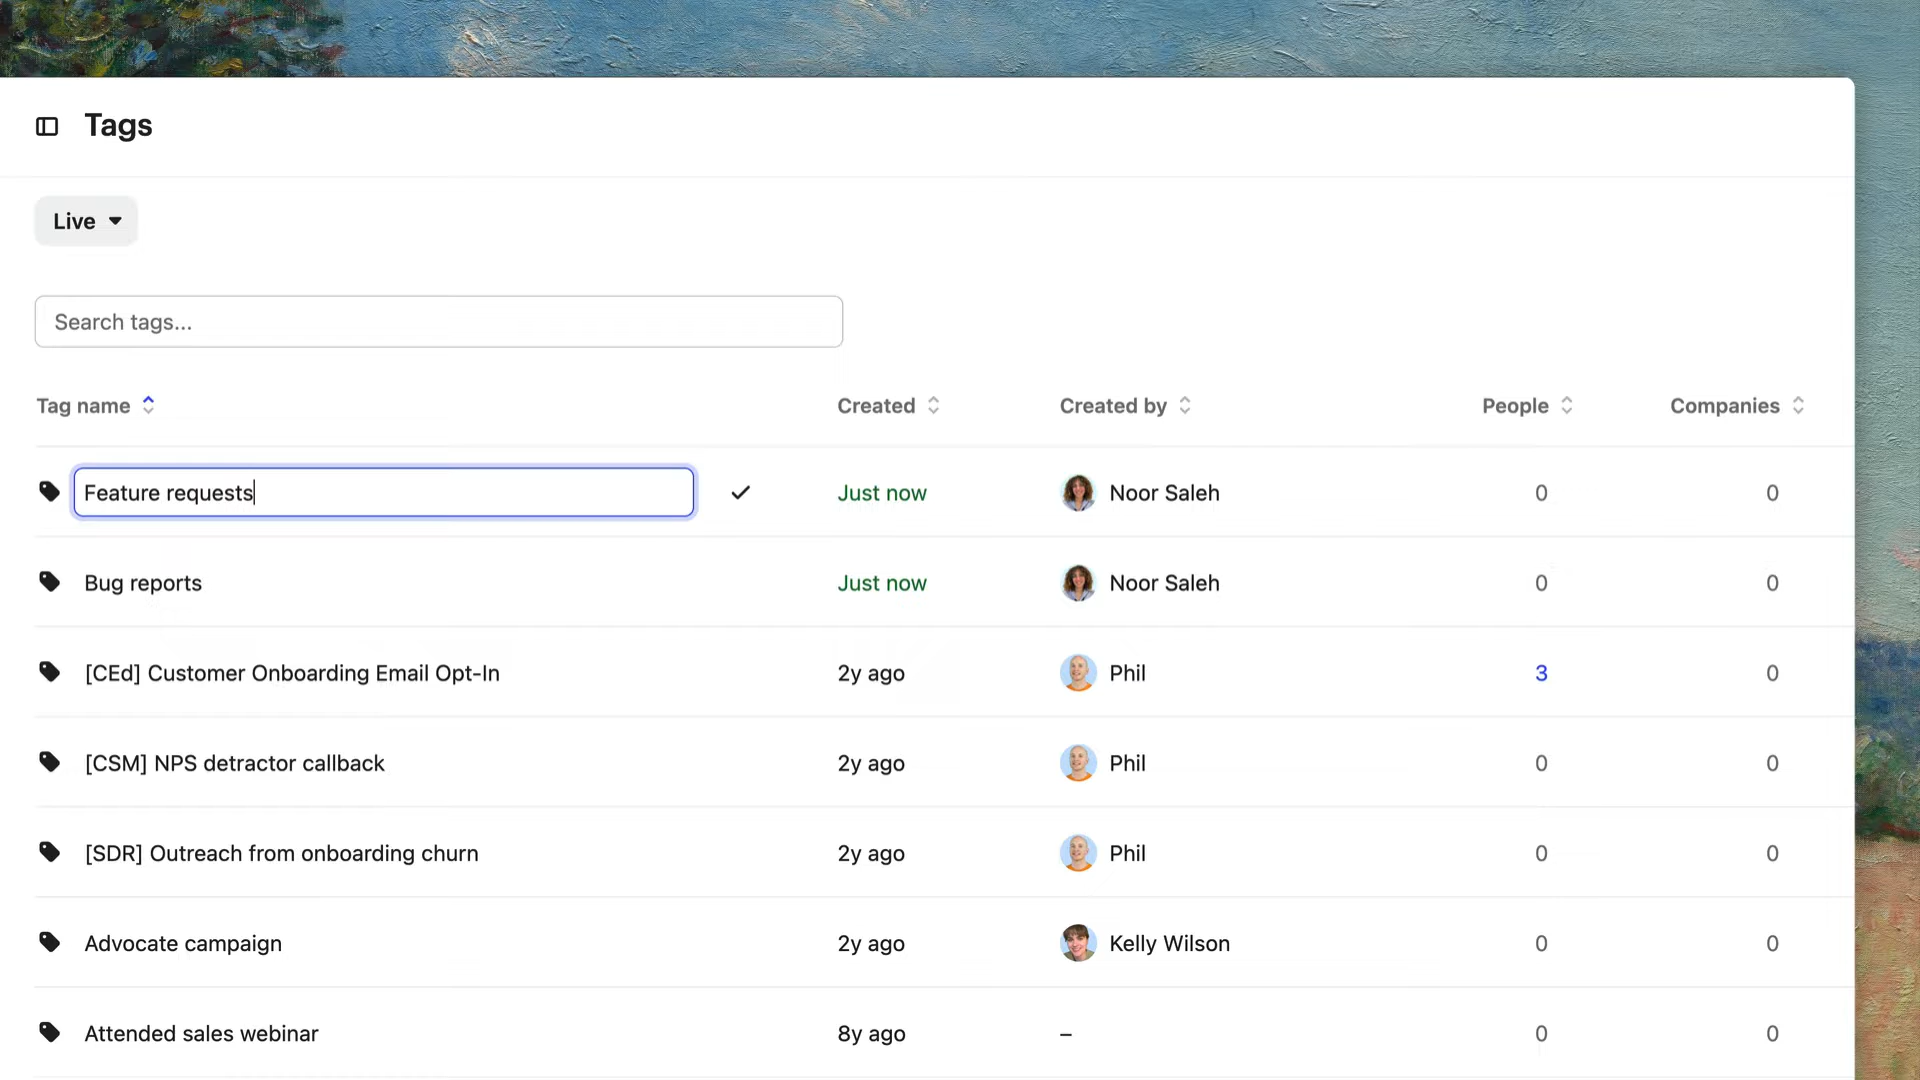 Tags
Live
Search tags...
Tag name Created Created by People Companies
Feature requests Just now Noor Saleh 0 0
Bug reports Just now Noor Saleh 0 0
[CEd] Customer Onboarding Email Opt-In 2y ago Phil 3 0
[CSM] NPS detractor callback 2y ago Phil 0 0
[SDR] Outreach from onboarding churn 2y ago Phil 0 0
Advocate campaign 2y ago Kelly Wilson 0 0
Attended sales webinar 8y ago – 0 0